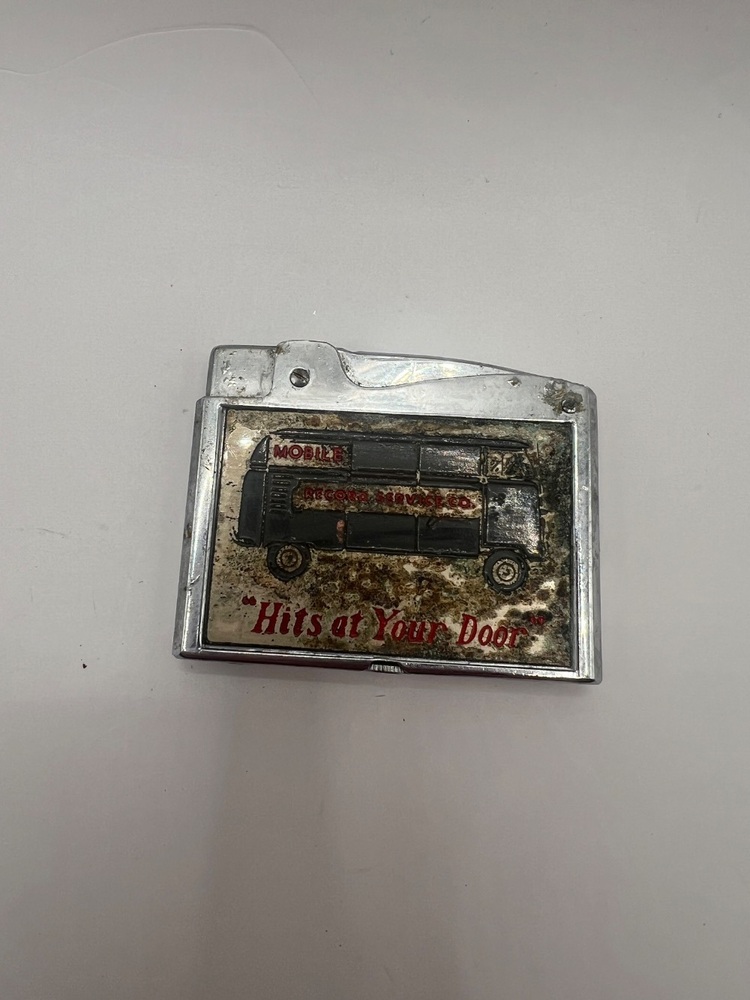 MOBILE
RECORD SERVICE CO.
"Hits at Your Door"